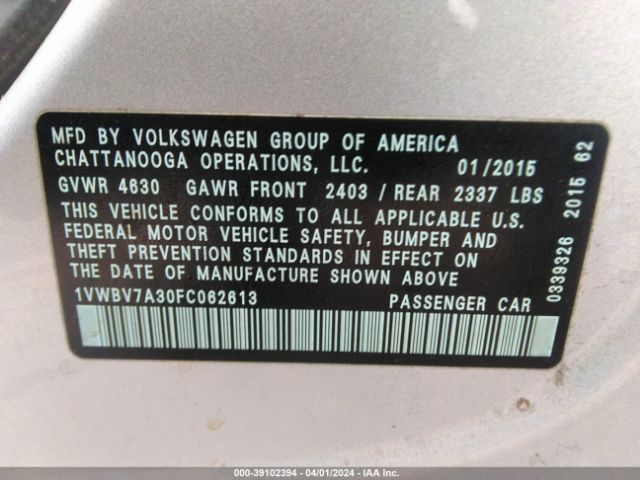 MFD BY VOLKSWAGEN GROUP OF AMERICA
CHATTANOOGA OPERATIONS, LLC. 01/2015
GVWR 4630 GAWR FRONT 2403 / REAR 2337 LBS
THIS VEHICLE CONFORMS TO ALL APPLICABLE U.S.
FEDERAL MOTOR VEHICLE SAFETY, BUMPER AND
THEFT PREVENTION STANDARDS IN EFFECT ON
THE DATE OF MANUFACTURE SHOWN ABOVE
1VWBV7A30FC062613 PASSENGER CAR
0339326 2015 62
000-39102394 - 04/01/2024 - IAAI.COM